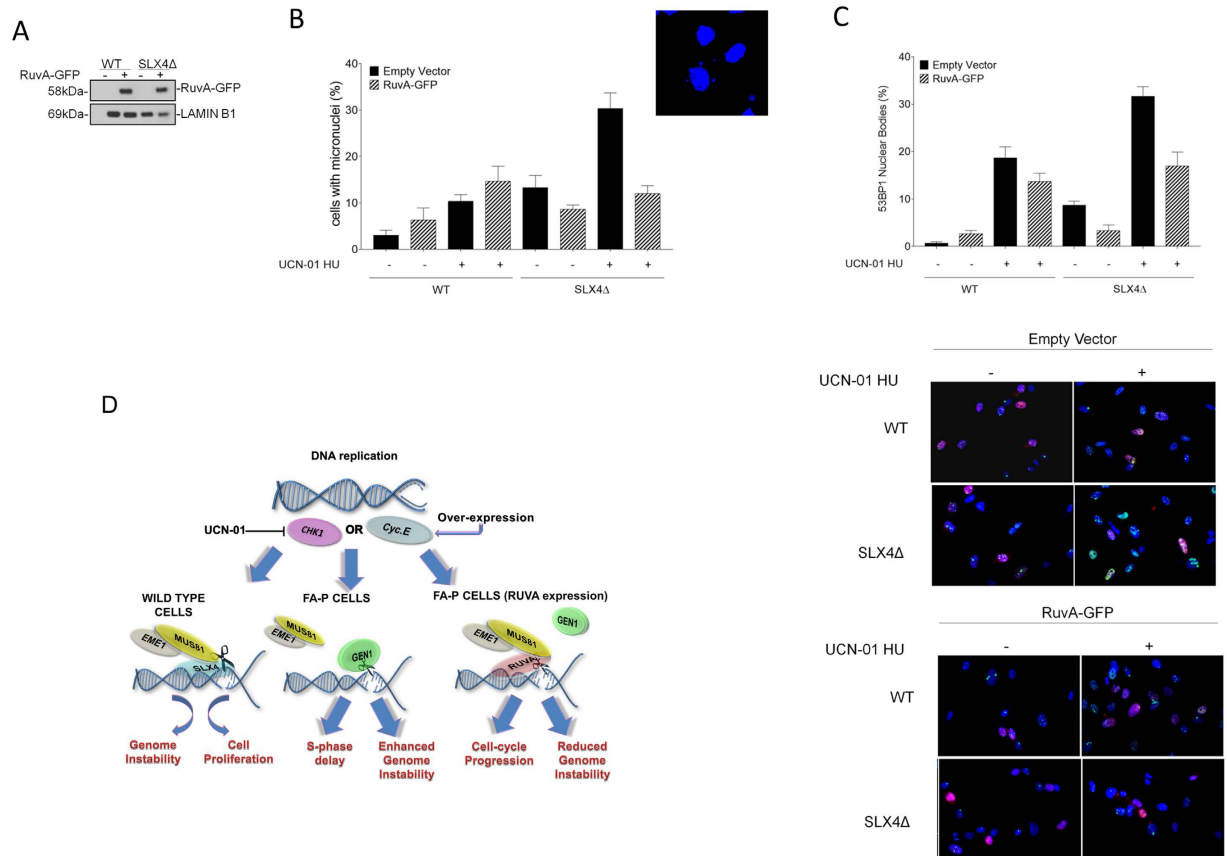 A
WT SLX4Δ
RuvA-GFP - + - +
58kDa- -RuvA-GFP
69kDa- -LAMIN B1
B
Empty Vector
RuvA-GFP
cells with micronuclei (%)
40
30
20
10
0
UCN-01 HU - - + + - - + +
WT SLX4Δ
C
Empty Vector
RuvA-GFP
53BP1 Nuclear Bodies (%)
40
30
20
10
0
UCN-01 HU - - + + - - + +
WT SLX4Δ
Empty Vector
UCN-01 HU - +
WT
SLX4Δ
RuvA-GFP
UCN-01 HU - +
WT
SLX4Δ
D
DNA replication
UCN-01 CHK1 OR Cyc.E Over-expression
WILD TYPE
CELLS
FA-P CELLS
FA-P CELLS (RUVA expression)
EME1 MUS81
SLX4
EME1 MUS81
GEN1
EME1 MUS81
GEN1
RUVA
Genome
Instability
Cell
Proliferation
S-phase
delay
Enhanced
Genome
Instability
Cell-cycle
Progression
Reduced
Genome
Instability